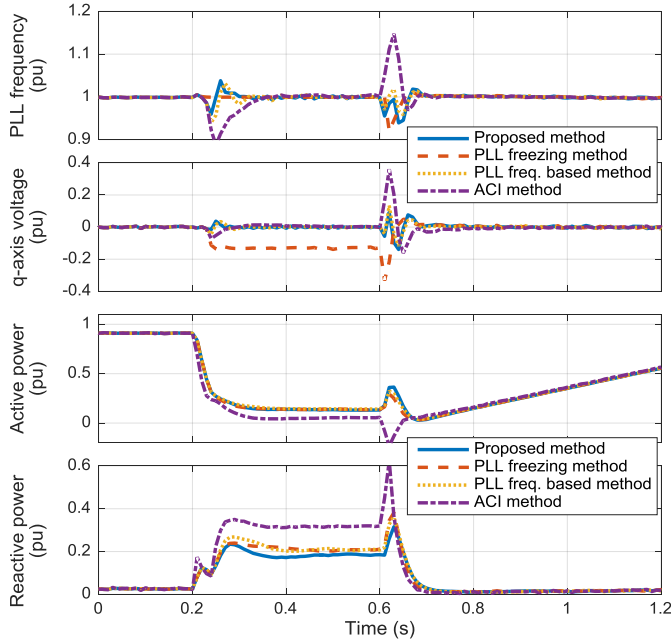 1.2
1.1
1
0.9
PLL frequency
(pu)
Proposed method
PLL freezing method
PLL freq. based method
ACI method
0.4
0.2
0
-0.2
-0.4
q-axis voltage
(pu)
1
0.5
0
Active power
(pu)
Proposed method
PLL freezing method
PLL freq. based method
ACI method
0.6
0.4
0.2
0
Reactive power
(pu)
0
0.2
0.4
0.6
0.8
1
1.2
Time (s)